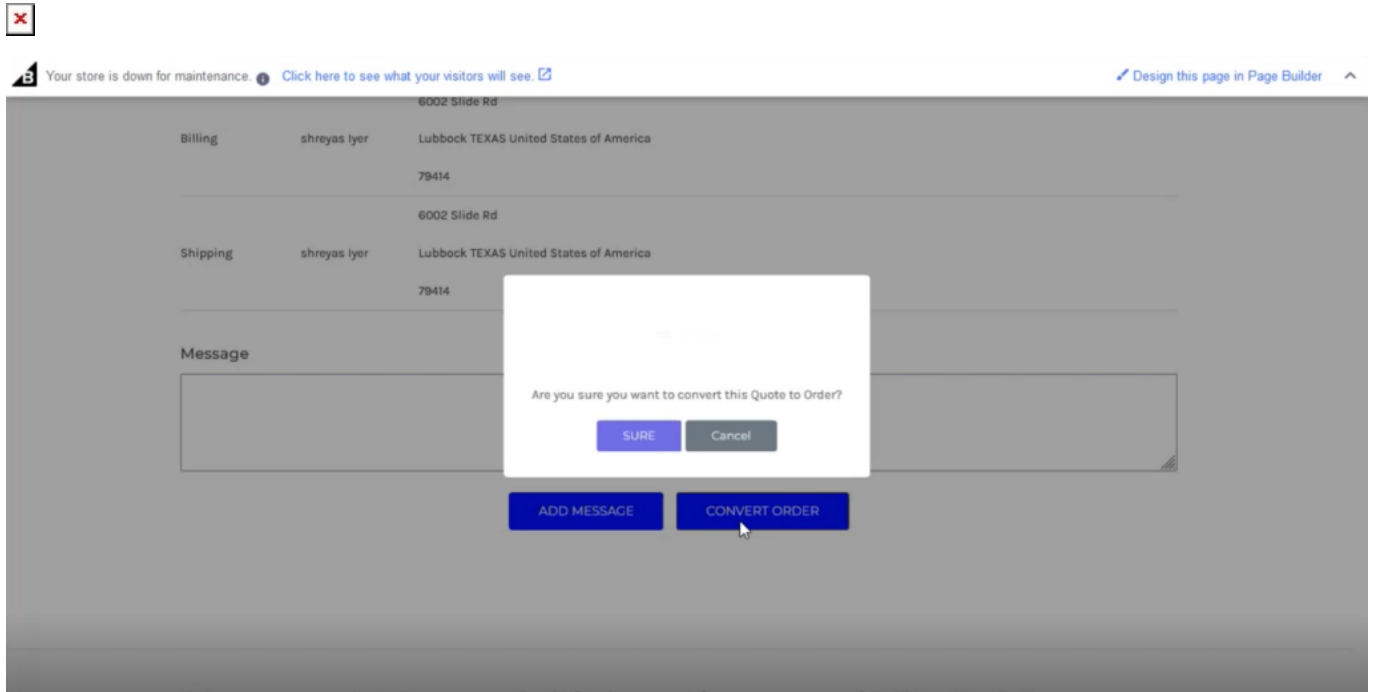 Your store is down for maintenance. Click here to see what your visitors will see. Design this page in Page Builder
6002 Slide Rd
Billing shreyas Iyer Lubbock TEXAS United States of America
79414
6002 Slide Rd
Shipping shreyas Iyer Lubbock TEXAS United States of America
79414
Message
Are you sure you want to convert this Quote to Order?
SURE Cancel
ADD MESSAGE CONVERT ORDER